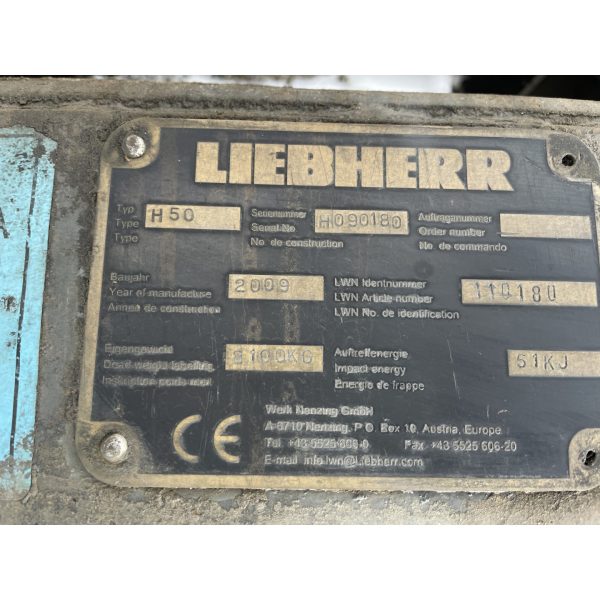 LIEBHERR
Typ
Type
Type
H50
Seriennummer
Serial No
No de construction
H090180
Auftragsnummer
Order number
No de commando
Baujahr
Year of manufacture
Année de construction
2009
LWN Identnummer
LWN Article number
LWN No. de identification
110180
Eigengewicht
8100KG
Auftreffenergie
Impact energy
Énergie de frappe
51KJ
CE
Werk Nenzing GmbH
A-6710 Nenzing, P.O. Box 10, Austria, Europe
Tel. +43 5525 606-0 Fax +43 5525 606-20
E-mail info.lwn@Liebherr.com